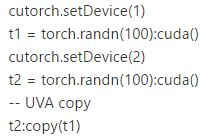 cutorch.setDevice(1)
t1 = torch.randn(100):cuda()
cutorch.setDevice(2)
t2 = torch.randn(100):cuda()
-- UVA copy
t2:copy(t1)